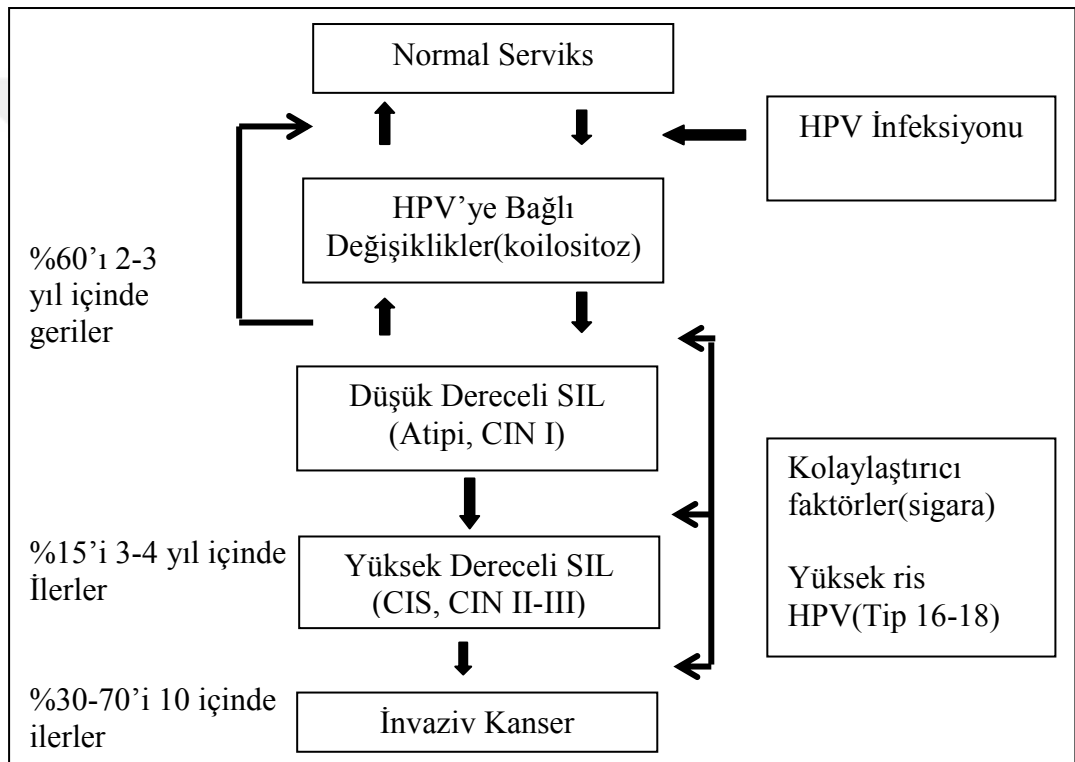 Normal Serviks
HPV İnfeksiyonu
HPV’ye Bağlı
Değişiklikler(koilositoz)
%60’ı 2-3
yıl içinde
geriler
Düşük Dereceli SIL
(Atipi, CIN I)
Kolaylaştırıcı
faktörler(sigara)
Yüksek ris
HPV(Tip 16-18)
%15’i 3-4 yıl içinde
İlerler
Yüksek Dereceli SIL
(CIS, CIN II-III)
%30-70’i 10 içinde
ilerler
İnvaziv Kanser